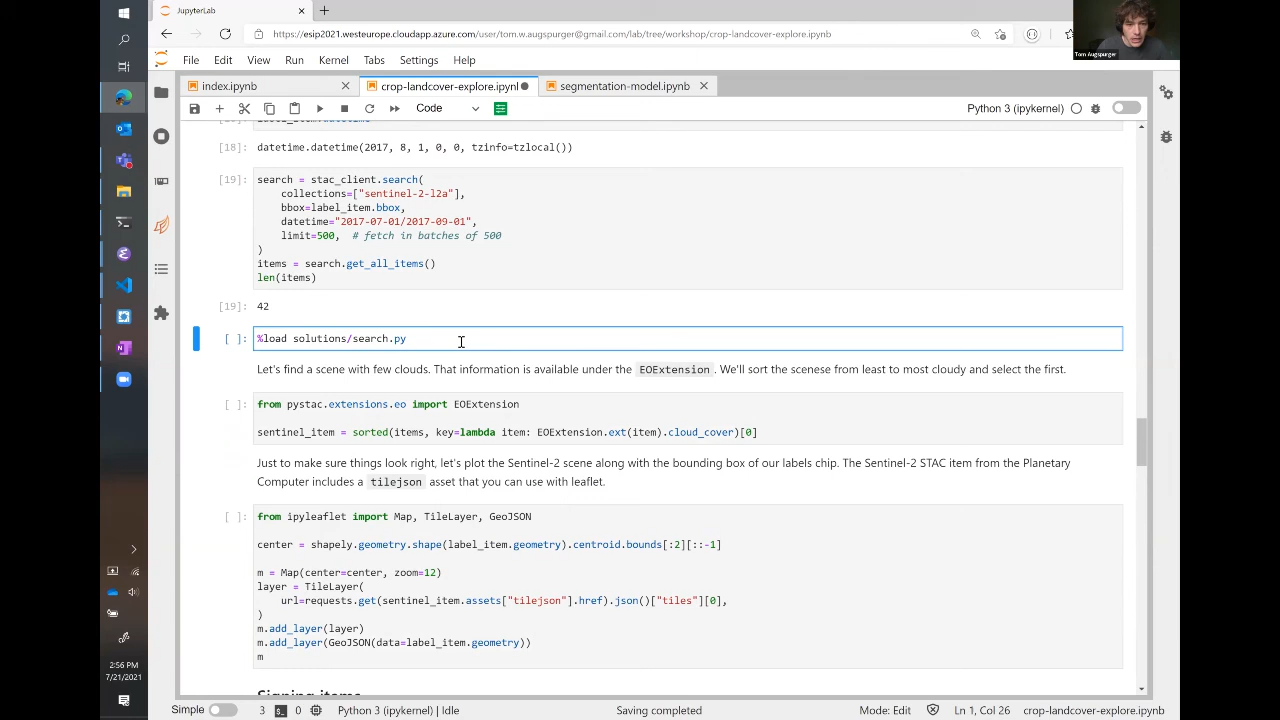 JupyterLab
https://esip2021.westeurope.cloudapp.azure.com/user/tom.w.augspurger@gmail.com/lab/tree/workshop/crop-landcover-explore.ipynb
Tom Augspurger
File Edit View Run Kernel Tabs Settings Help
index.ipynb crop-landcover-explore.ipynl segmentation-model.ipynb
Code Python 3 (ipykernel)
[18]: datetime.datetime(2017, 8, 1, 0, 0, tzinfo=tzlocal())
[19]: search = stac_client.search(
collections=["sentinel-2-l2a"],
bbox=label_item.bbox,
datetime="2017-07-01/2017-09-01",
limit=500, # fetch in batches of 500
)
items = search.get_all_items()
len(items)
[19]: 42
[ ]: %load solutions/search.py
Let's find a scene with few clouds. That information is available under the EOExtension . We'll sort the scenese from least to most cloudy and select the first.
[ ]: from pystac.extensions.eo import EOExtension
sentinel_item = sorted(items, key=lambda item: EOExtension.ext(item).cloud_cover)[0]
Just to make sure things look right, let's plot the Sentinel-2 scene along with the bounding box of our labels chip. The Sentinel-2 STAC item from the Planetary
Computer includes a tilejson asset that you can use with leaflet.
[ ]: from ipyleaflet import Map, TileLayer, GeoJSON
center = shapely.geometry.shape(label_item.geometry).centroid.bounds[:2][::-1]
m = Map(center=center, zoom=12)
layer = TileLayer(
url=requests.get(sentinel_item.assets["tilejson"].href).json()["tiles"][0],
)
m.add_layer(layer)
m.add_layer(GeoJSON(data=label_item.geometry))
m
Signing items
2:56 PM
7/21/2021
Simple 3 0 Python 3 (ipykernel) | Idle Saving completed Mode: Edit Ln 1, Col 26 crop-landcover-explore.ipynb